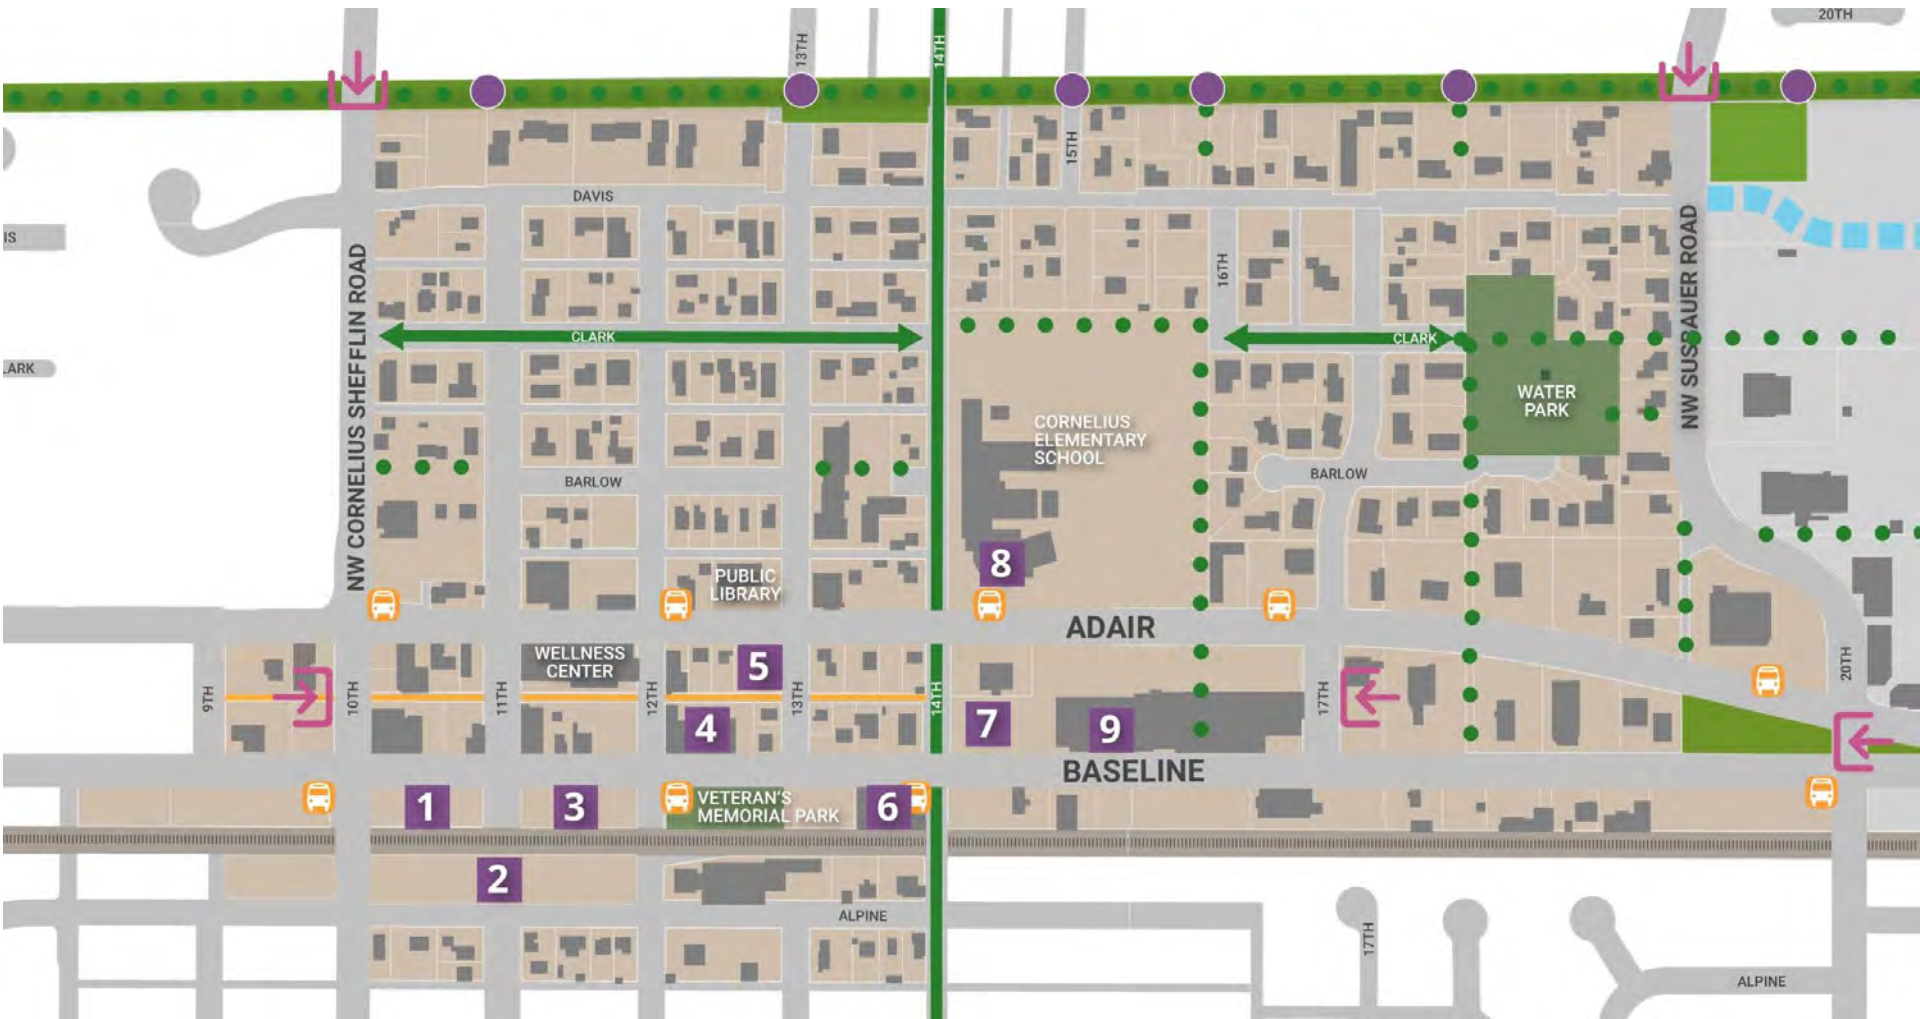 20TH
13TH
14TH
15TH
DAVIS
IS
16TH
NW CORNELIUS SHEFFLIN ROAD
NW SUSBAUER ROAD
CLARK
CLARK
LARK
WATER
PARK
CORNELIUS
ELEMENTARY
SCHOOL
BARLOW
BARLOW
8
PUBLIC
LIBRARY
ADAIR
WELLNESS
CENTER
5
9TH
10TH
11TH
12TH
13TH
14TH
17TH
20TH
4
7
9
BASELINE
1
3
VETERAN'S
MEMORIAL PARK
6
2
ALPINE
17TH
ALPINE